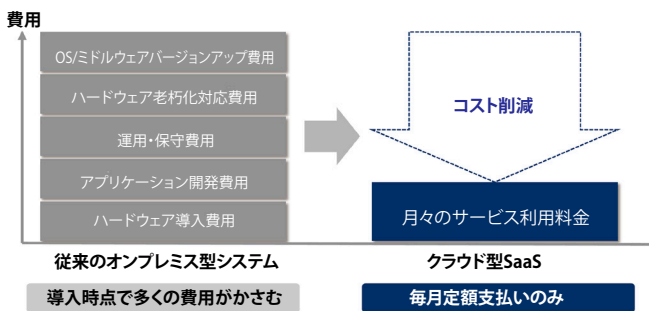 費用
OS/ミドルウェアバージョンアップ費用
ハードウェア老朽化対応費用
運用・保守費用
アプリケーション開発費用
ハードウェア導入費用
コスト削減
月々のサービス利用料金
従来のオンプレミス型システム
クラウド型SaaS
導入時点で多くの費用がかさむ
毎月定額支払いのみ